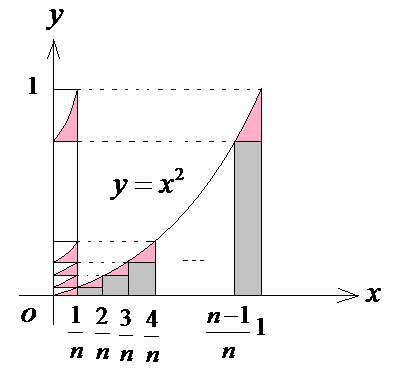 y
1
y = x²
----
o 1/n 2/n 3/n 4/n (n−1)/n 1 x